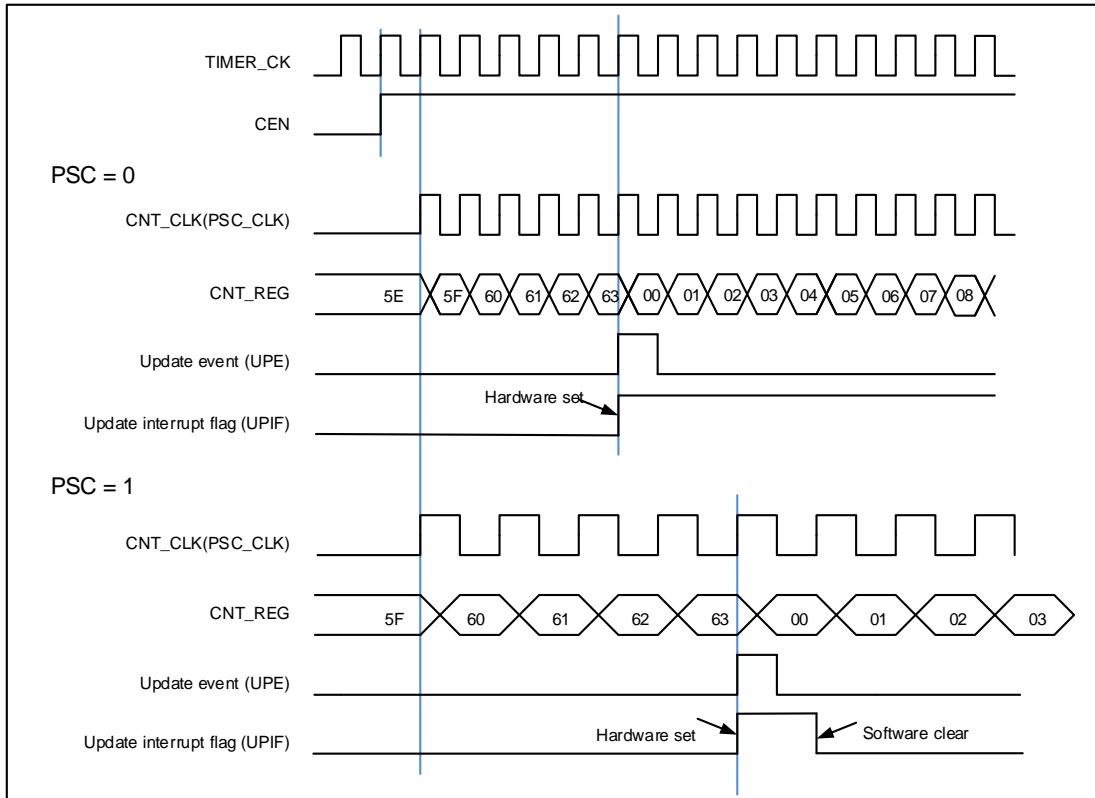 TIMER_CK
CEN
PSC = 0
CNT_CLK(PSC_CLK)
CNT_REG 5E 5F 60 61 62 63 00 01 02 03 04 05 06 07 08
Update event (UPE)
Hardware set
Update interrupt flag (UPIF)
PSC = 1
CNT_CLK(PSC_CLK)
CNT_REG 5F 60 61 62 63 00 01 02 03
Update event (UPE)
Update interrupt flag (UPIF) Hardware set Software clear